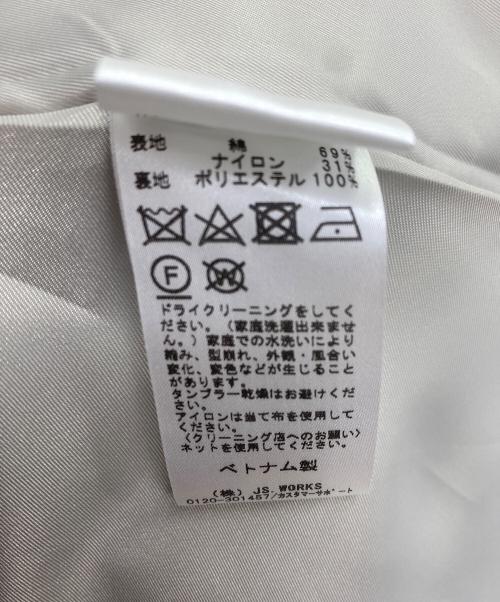 表地 綿 69%
ナイロン 31%
裏地 ポリエステル 100%
F
W
ドライクリーニングをしてく
ださい。(家庭洗濯出来ませ
ん。)家庭での水洗いにより
縮み、型崩れ、外観・風合い
変化、変色などが生じること
があります。
タンブラー乾燥はお避けくだ
さい。
アイロンは当て布を使用して
ください。
〈クリーニング店へのお願い〉
ネットを使用してください。
ベトナム製
(株) JS. WORKS
0120-301457/カスタマーサポート